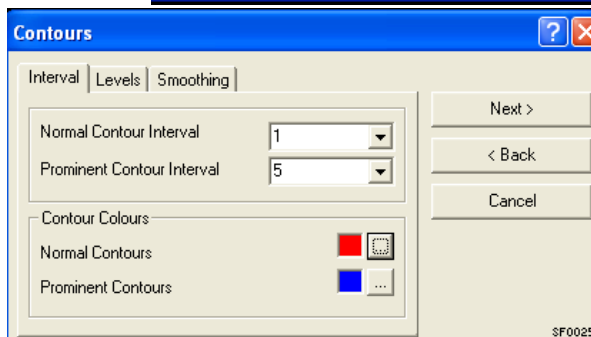 Contours
Interval Levels Smoothing
Normal Contour Interval 1
Prominent Contour Interval 5
Contour Colours
Normal Contours ...
Prominent Contours ...
Next >
< Back
Cancel
SF0025